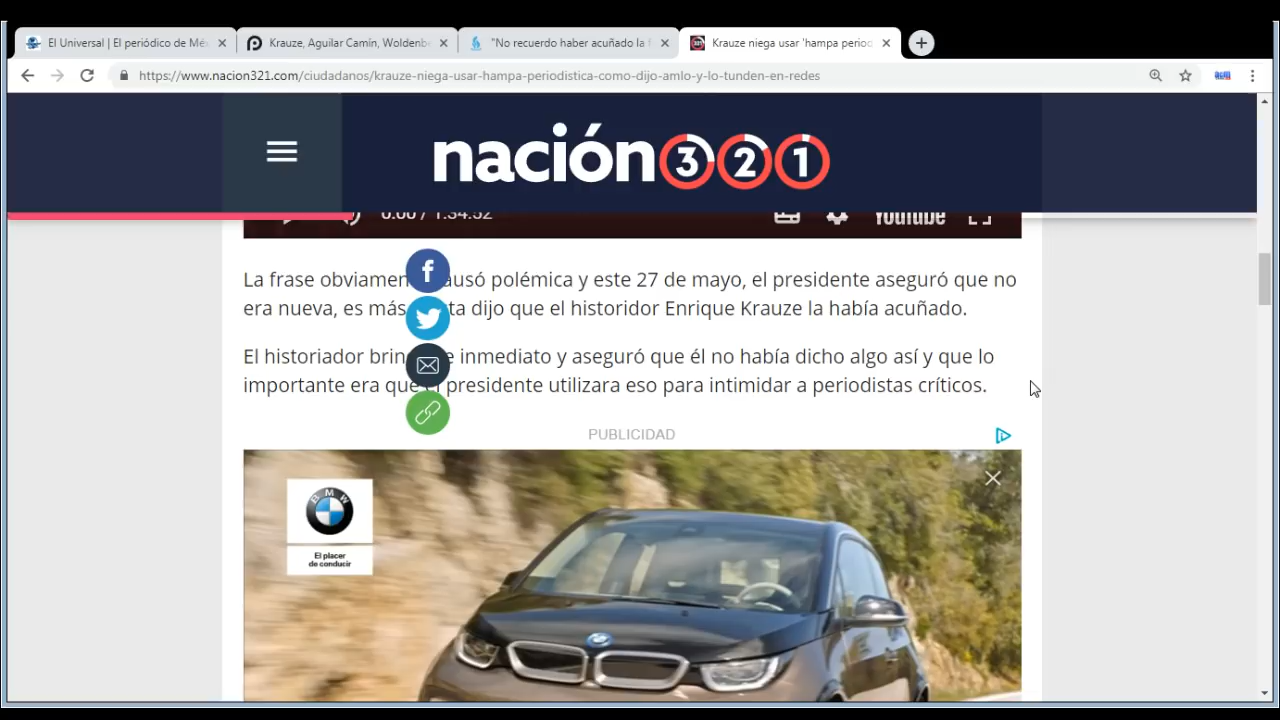 El Universal | El periódico de Mé
Krauze, Aguilar Camín, Woldenb
"No recuerdo haber acuñado la f
Krauze niega usar 'hampa period
https://www.nacion321.com/ciudadanos/krauze-niega-usar-hampa-periodistica-como-dijo-amlo-y-lo-tunden-en-redes
nación321
0:00 / 1:34:52
YouTube
La frase obviamen ausó polémica y este 27 de mayo, el presidente aseguró que no
era nueva, es más ta dijo que el historidor Enrique Krauze la había acuñado.
El historiador brin e inmediato y aseguró que él no había dicho algo así y que lo
importante era que el presidente utilizara eso para intimidar a periodistas críticos.
PUBLICIDAD
BMW
El placer
de conducir